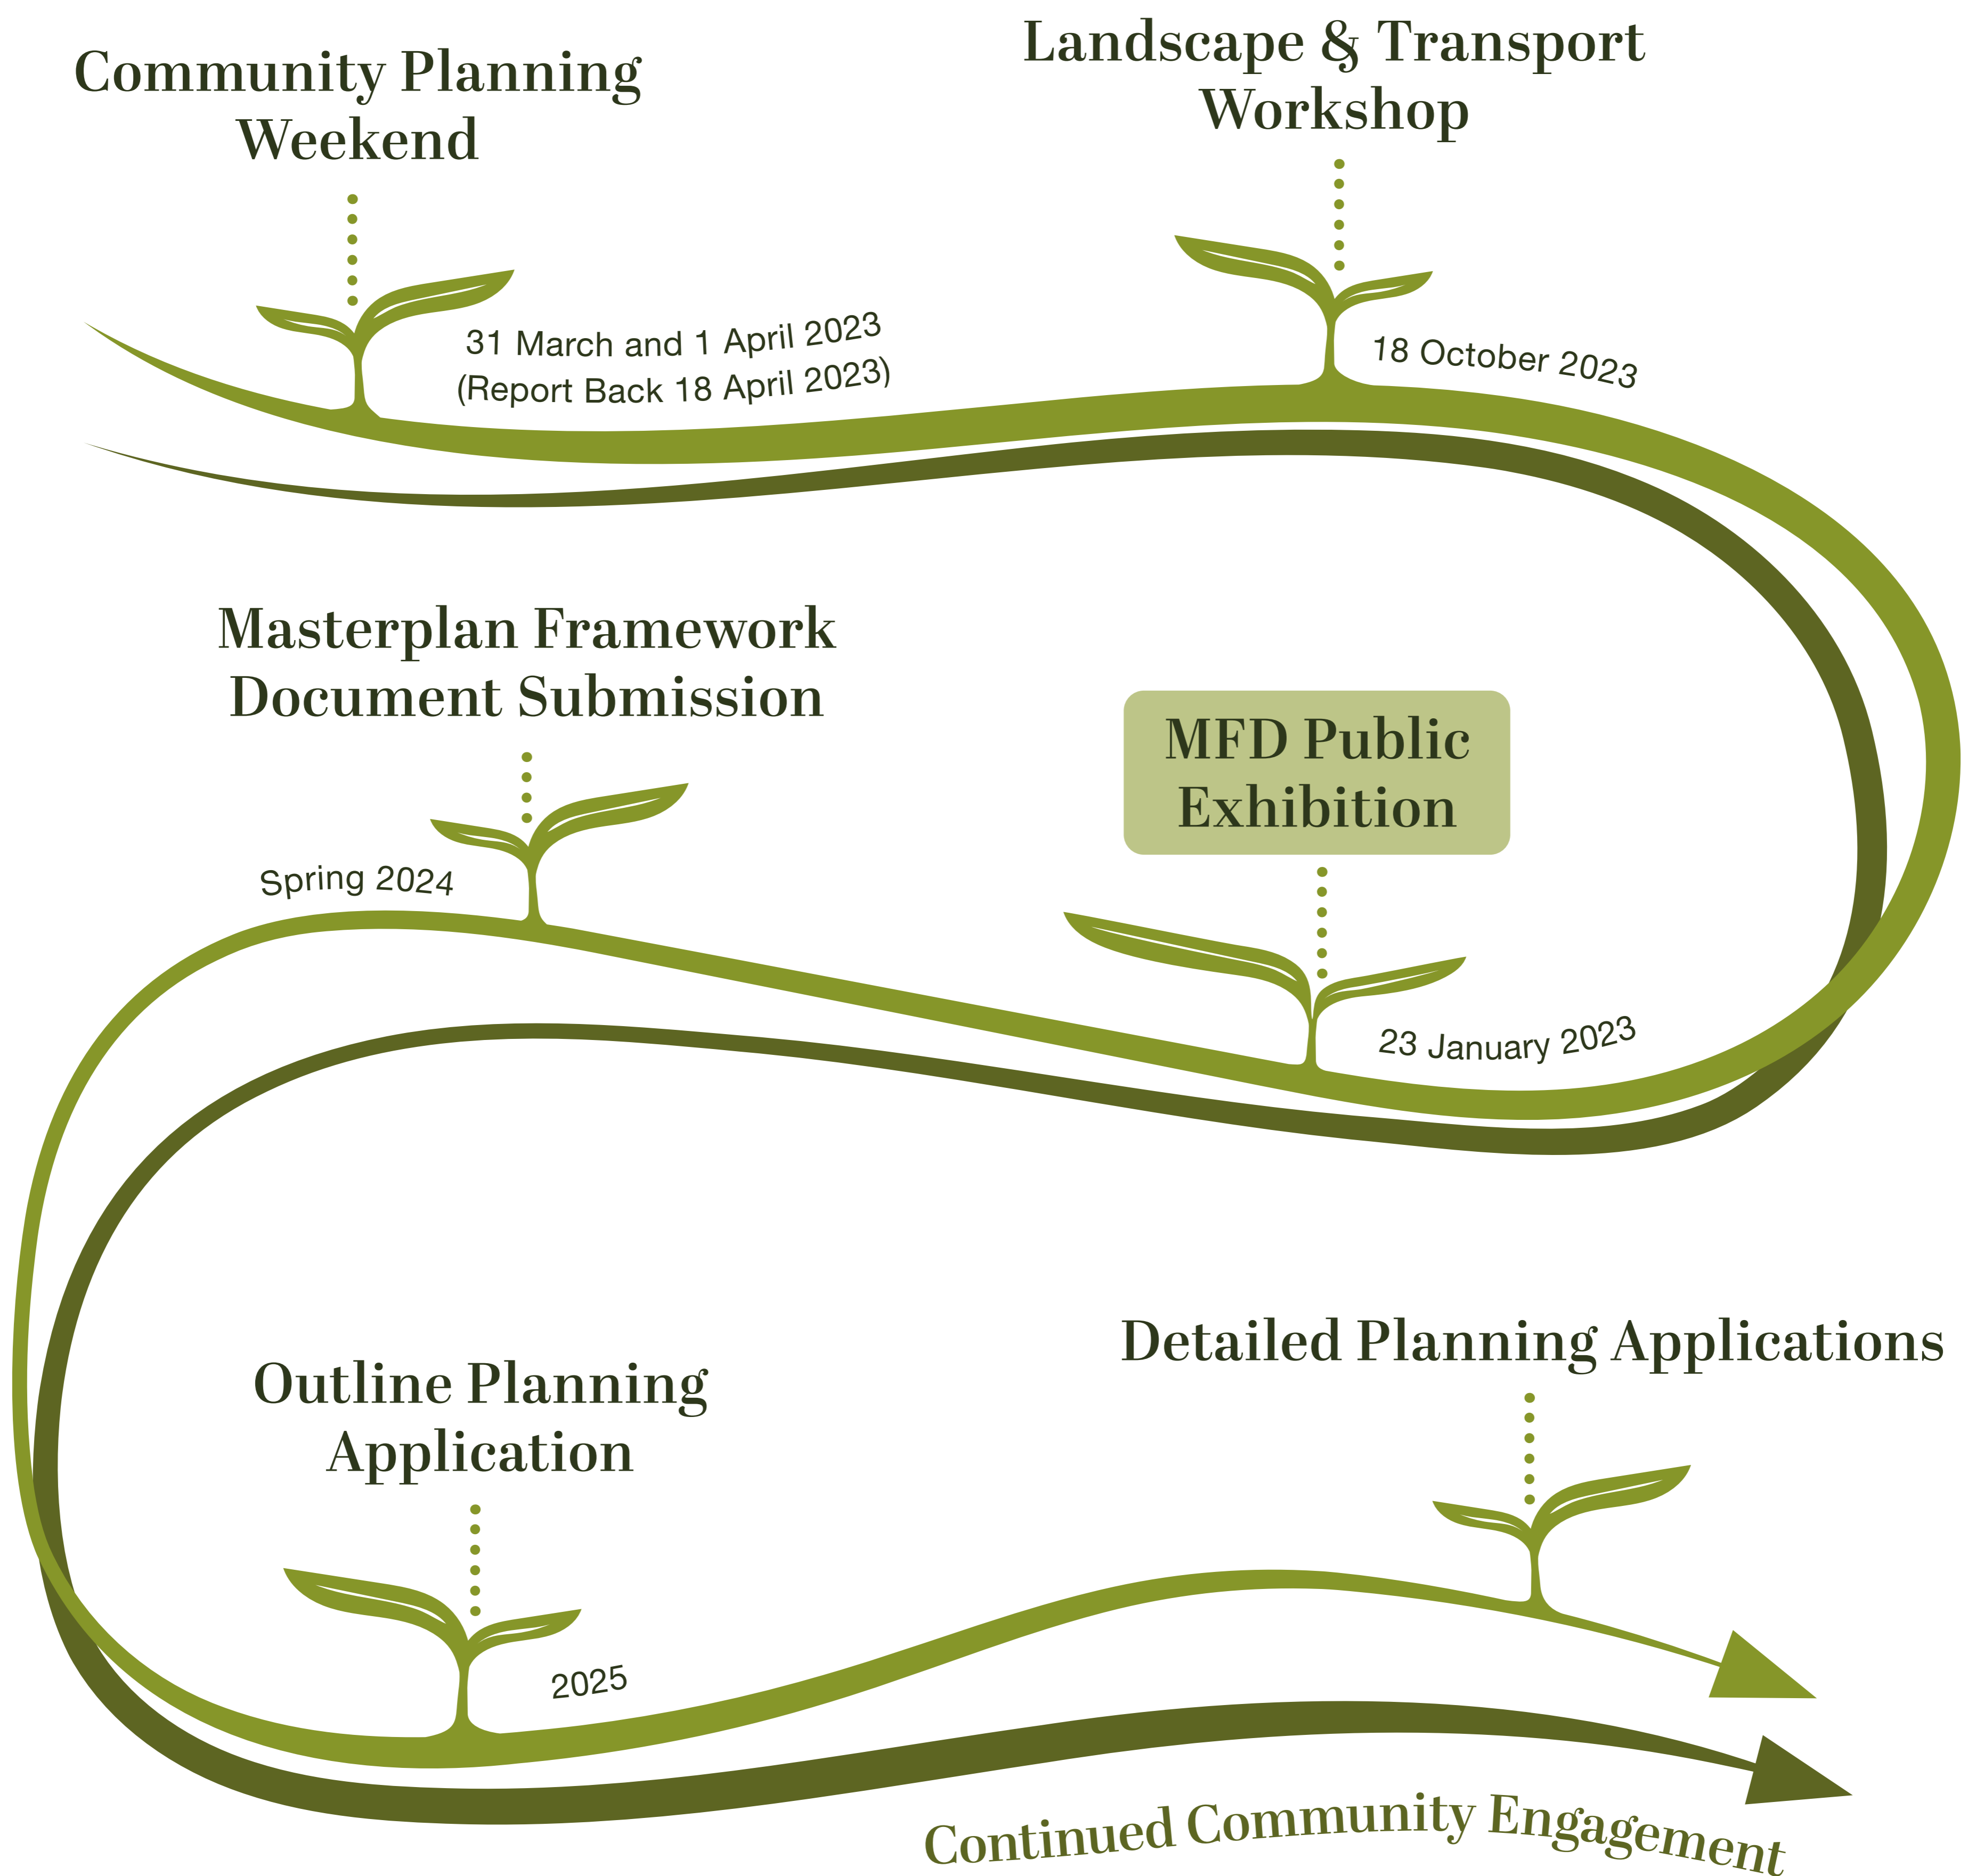 Community Planning
Weekend
31 March and 1 April 2023
(Report Back 18 April 2023)
Landscape & Transport
Workshop
18 October 2023
MFD Public
Exhibition
23 January 2023
Masterplan Framework
Document Submission
Spring 2024
Outline Planning
Application
2025
Detailed Planning Applications
Continued Community Engagement